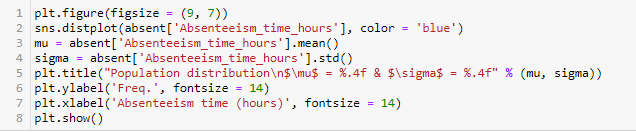 1 plt.figure(figsize = (9, 7))
2 sns.distplot(absent['Absenteeism_time_hours'], color = 'blue')
3 mu = absent['Absenteeism_time_hours'].mean()
4 sigma = absent['Absenteeism_time_hours'].std()
5 plt.title("Population distribution\n$\mu$ = %.4f & $\sigma$ = %.4f" % (mu, sigma))
6 plt.ylabel('Freq.', fontsize = 14)
7 plt.xlabel('Absenteeism time (hours)', fontsize = 14)
8 plt.show()